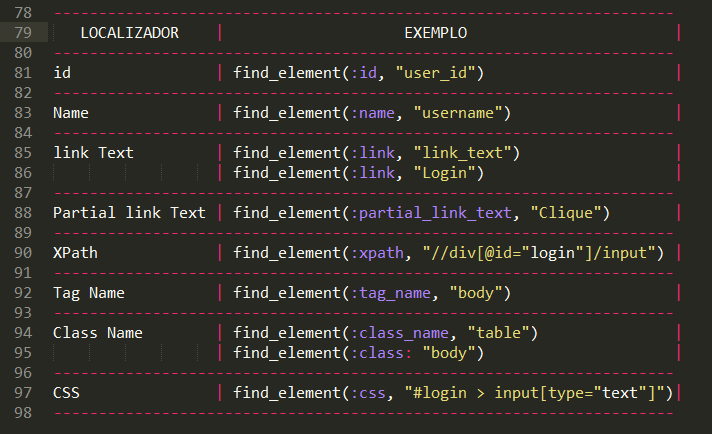 78 ---------------------------------------------------------------------
79    LOCALIZADOR    |                    EXEMPLO                       |
80 ---------------------------------------------------------------------
81 id                | find_element(:id, "user_id")                     |
82 ---------------------------------------------------------------------
83 Name              | find_element(:name, "username")                  |
84 ---------------------------------------------------------------------
85 link Text         | find_element(:link, "link_text")                 |
86                   | find_element(:link, "Login")                     |
87 ---------------------------------------------------------------------
88 Partial link Text | find_element(:partial_link_text, "Clique")       |
89 ---------------------------------------------------------------------
90 XPath             | find_element(:xpath, "//div[@id="login"]/input") |
91 ---------------------------------------------------------------------
92 Tag Name          | find_element(:tag_name, "body")                  |
93 ---------------------------------------------------------------------
94 Class Name        | find_element(:class_name, "table")               |
95                   | find_element(:class: "body")                     |
96 ---------------------------------------------------------------------
97 CSS               | find_element(:css, "#login > input[type="text"]")|
98 ---------------------------------------------------------------------